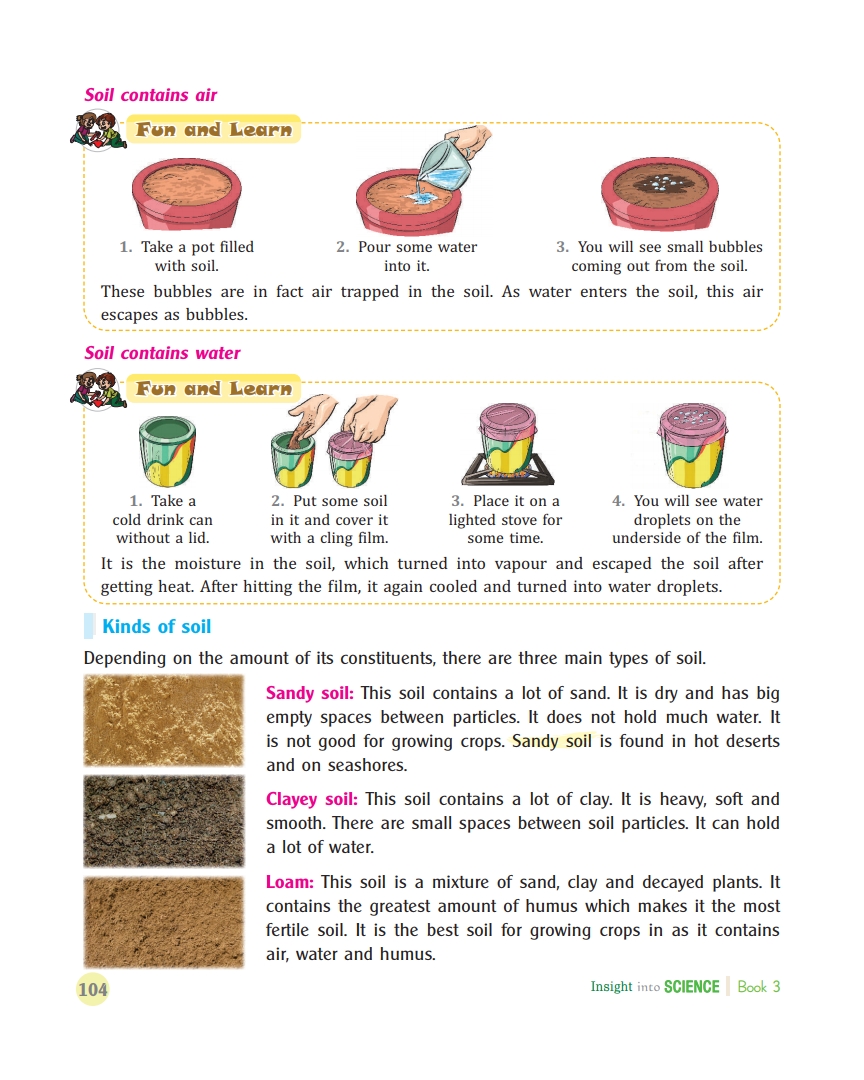 Soil contains air
Fun and Learn
1. Take a pot filled
with soil.
2. Pour some water
into it.
3. You will see small bubbles
coming out from the soil.
These bubbles are in fact air trapped in the soil. As water enters the soil, this air
escapes as bubbles.
Soil contains water
Fun and Learn
1. Take a
cold drink can
without a lid.
2. Put some soil
in it and cover it
with a cling film.
3. Place it on a
lighted stove for
some time.
4. You will see water
droplets on the
underside of the film.
It is the moisture in the soil, which turned into vapour and escaped the soil after
getting heat. After hitting the film, it again cooled and turned into water droplets.
Kinds of soil
Depending on the amount of its constituents, there are three main types of soil.
Sandy soil: This soil contains a lot of sand. It is dry and has big
empty spaces between particles. It does not hold much water. It
is not good for growing crops. Sandy soil is found in hot deserts
and on seashores.
Clayey soil: This soil contains a lot of clay. It is heavy, soft and
smooth. There are small spaces between soil particles. It can hold
a lot of water.
Loam: This soil is a mixture of sand, clay and decayed plants. It
contains the greatest amount of humus which makes it the most
fertile soil. It is the best soil for growing crops in as it contains
air, water and humus.
104
Insight into SCIENCE Book 3